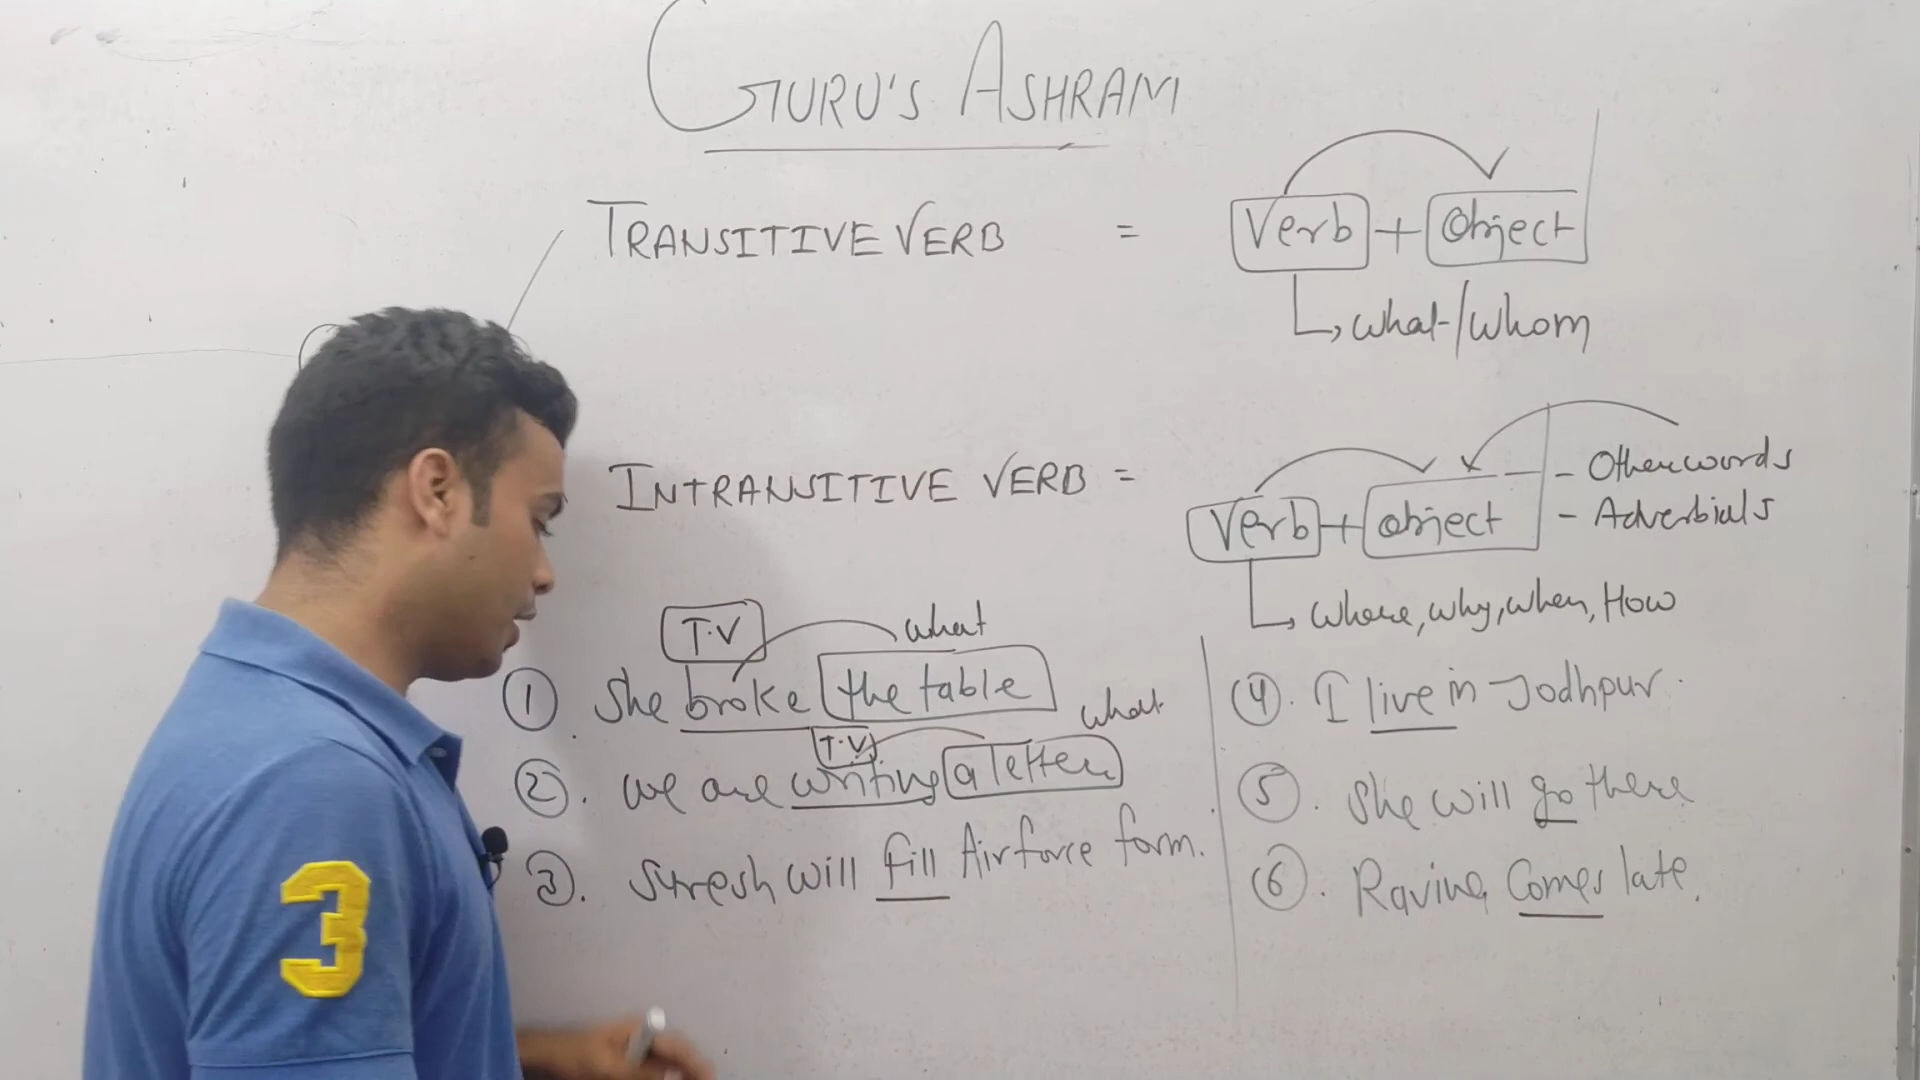 GURU'S ASHRAM
TRANSITIVE VERB = Verb + Object
what/whom
INTRANSITIVE VERB = Verb + object
- Other words
- Adverbials
Where, why, when, How
T.V what
① She broke the table
T.V what
②. we are writing a letter
③. Suresh will fill Airforce form.
④. I live in Jodhpur.
⑤. She will go there
⑥. Ravina comes late.
3